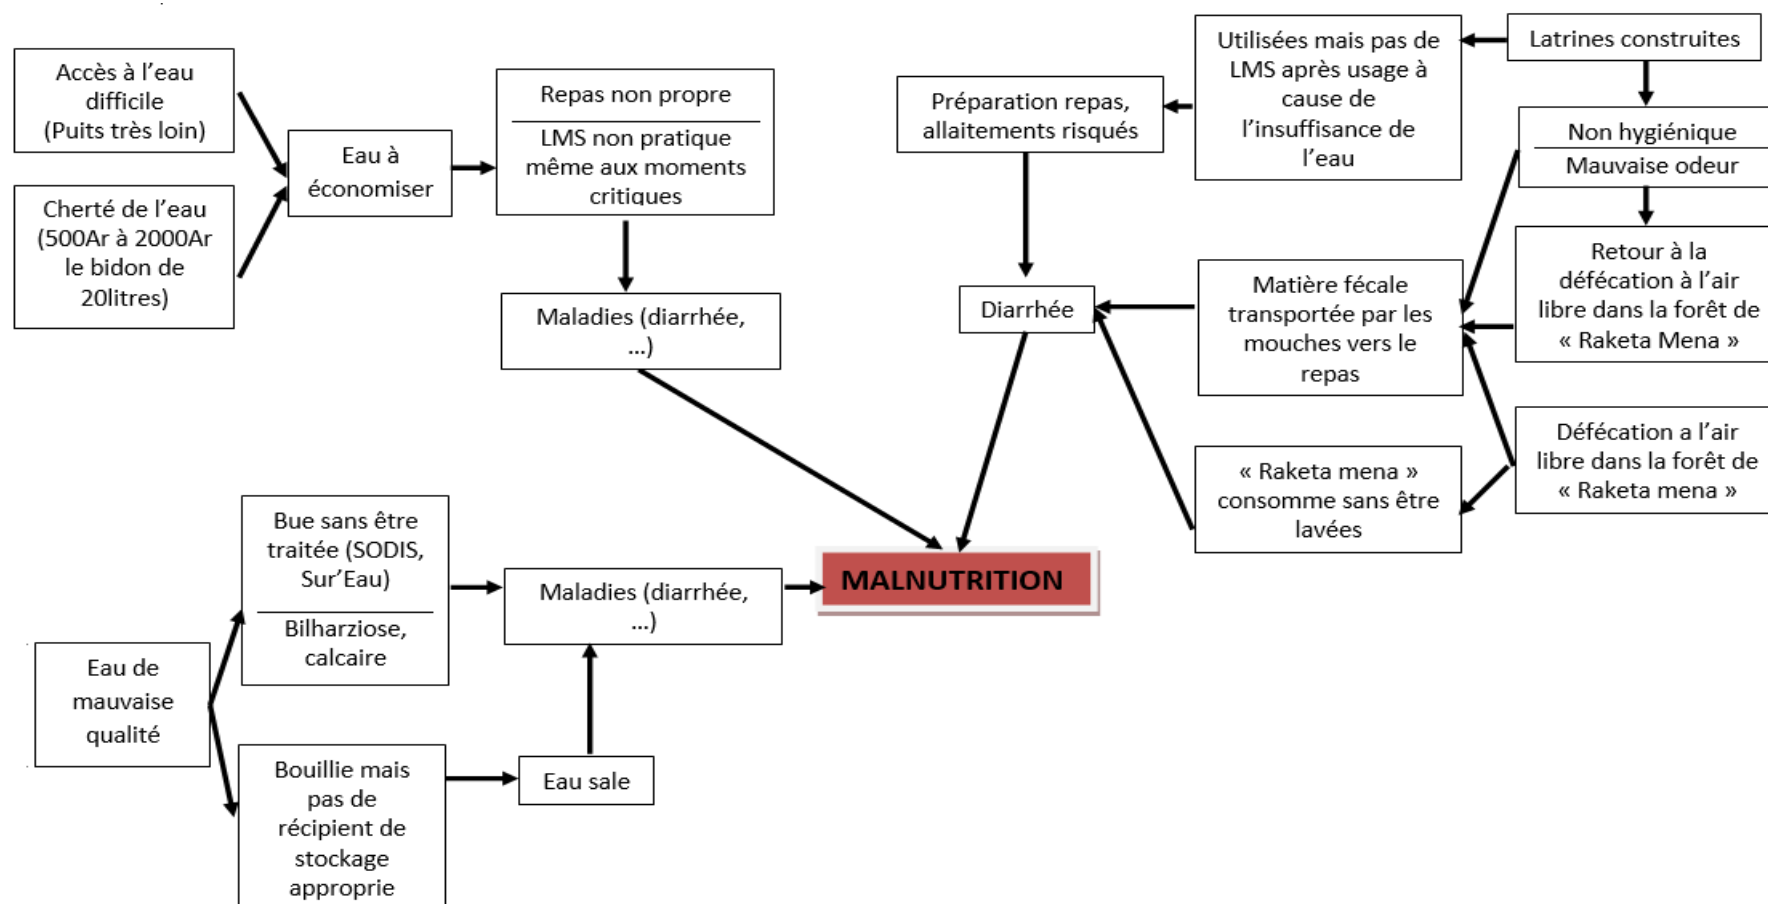 Accès à l’eau
difficile
(Puits très loin)
Cherté de l’eau
(500Ar à 2000Ar
le bidon de
20litres)
Eau à
économiser
Repas non propre
LMS non pratique
même aux moments
critiques
Maladies (diarrhée,
...)
Préparation repas,
allaitements risqués
Utilisées mais pas de
LMS après usage à
cause de
l’insuffisance de
l’eau
Latrines construites
Non hygiénique
Mauvaise odeur
Retour à la
défécation à l’air
libre dans la forêt de
« Raketa Mena »
Matière fécale
transportée par les
mouches vers le
repas
Diarrhée
Défécation a l’air
libre dans la forêt de
« Raketa mena »
« Raketa mena »
consomme sans être
lavées
MALNUTRITION
Bue sans être
traitée (SODIS,
Sur’Eau)
Bilharziose,
calcaire
Maladies (diarrhée,
...)
Eau de
mauvaise
qualité
Bouillie mais
pas de
récipient de
stockage
approprie
Eau sale